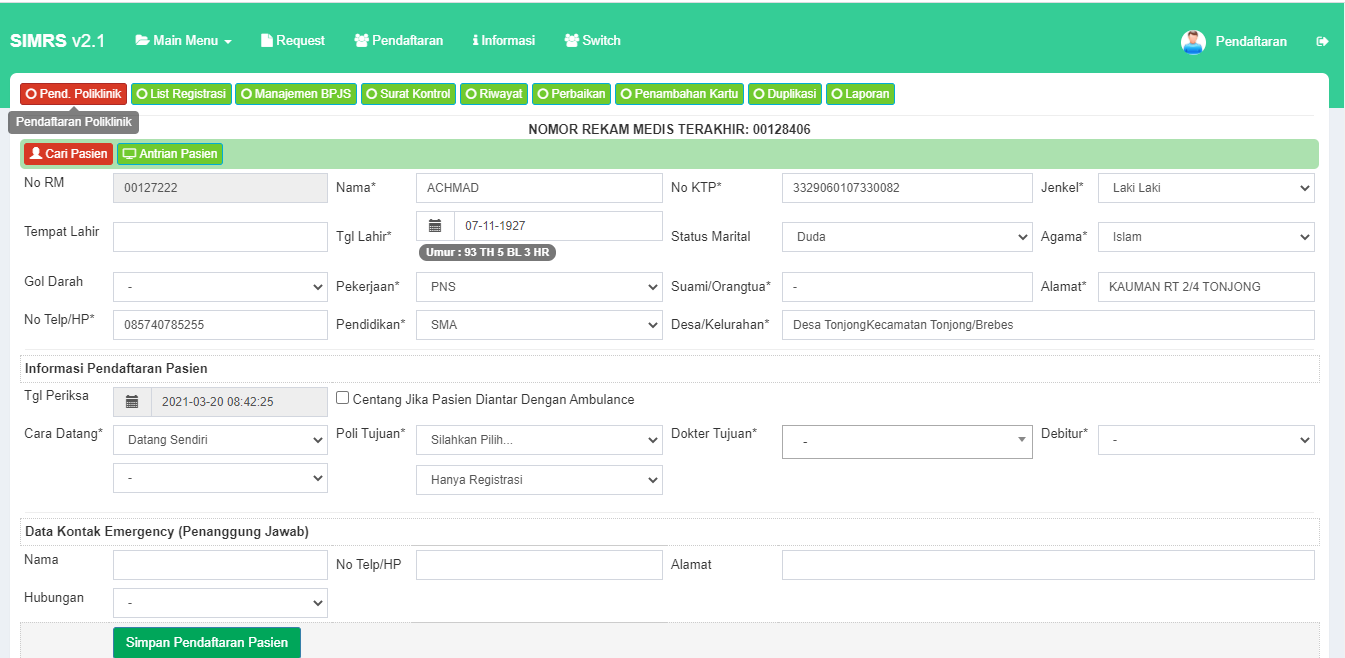 SIMRS v2.1 Main Menu Request Pendaftaran Informasi Switch Pendaftaran
Pend. Poliklinik List Registrasi Manajemen BPJS Surat Kontrol Riwayat Perbaikan Penambahan Kartu Duplikasi Laporan
Pendaftaran Poliklinik
NOMOR REKAM MEDIS TERAKHIR: 00128406
Cari Pasien Antrian Pasien
No RM 00127222 Nama* ACHMAD No KTP* 3329060107330082 Jenkel* Laki Laki
Tempat Lahir Tgl Lahir* 07-11-1927 Status Marital Duda Agama* Islam
Umur : 93 TH 5 BL 3 HR
Gol Darah - Pekerjaan* PNS Suami/Orangtua* - Alamat* KAUMAN RT 2/4 TONJONG
No Telp/HP* 085740785255 Pendidikan* SMA Desa/Kelurahan* Desa TonjongKecamatan Tonjong/Brebes
Informasi Pendaftaran Pasien
Tgl Periksa 2021-03-20 08:42:25 Centang Jika Pasien Diantar Dengan Ambulance
Cara Datang* Datang Sendiri Poli Tujuan* Silahkan Pilih... Dokter Tujuan* - Debitur* -
- Hanya Registrasi
Data Kontak Emergency (Penanggung Jawab)
Nama No Telp/HP Alamat
Hubungan -
Simpan Pendaftaran Pasien